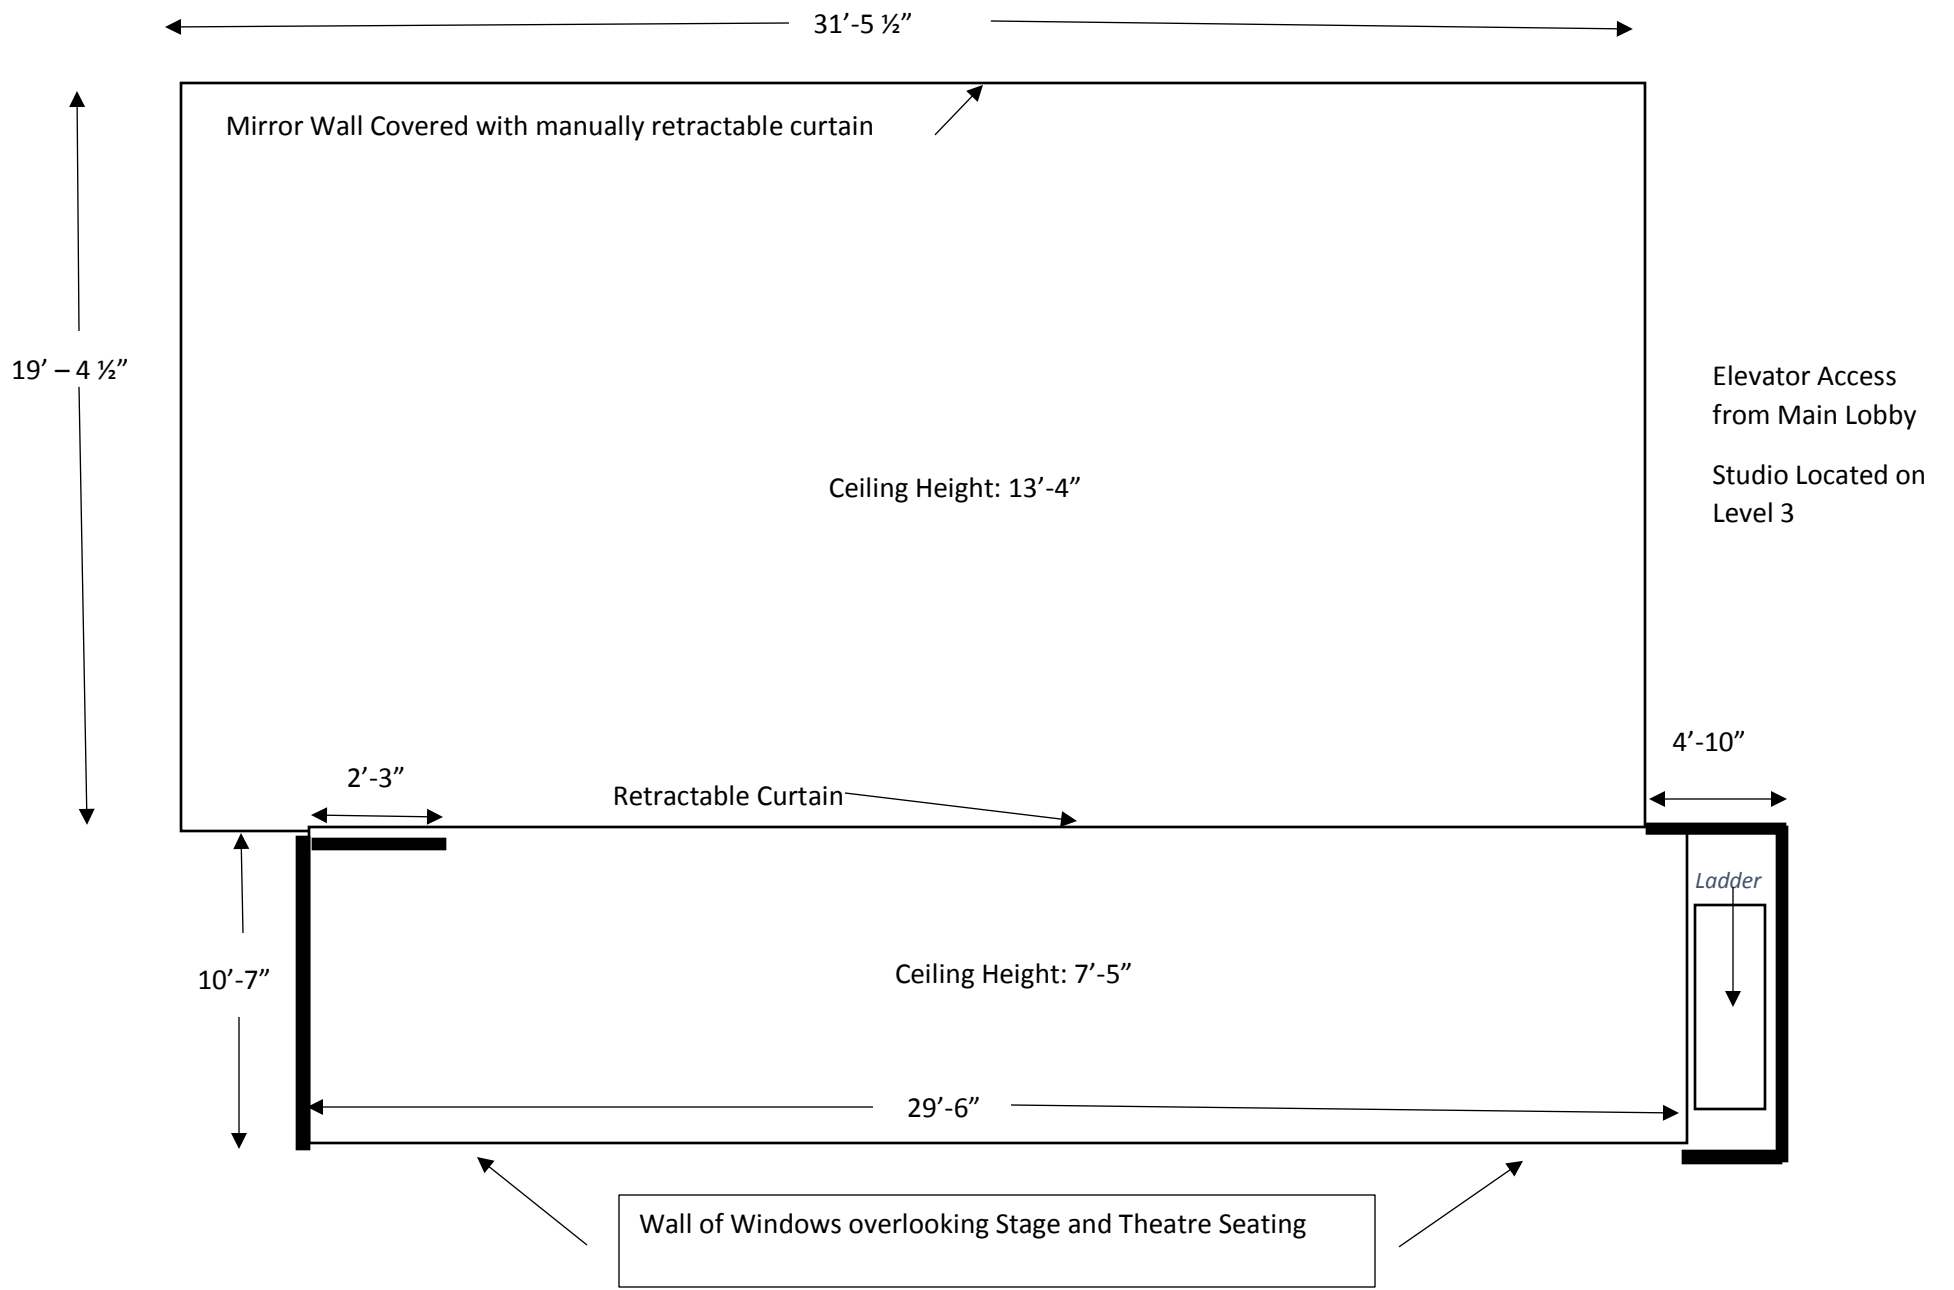 31’-5 ½”
Mirror Wall Covered with manually retractable curtain
19’ – 4 ½”
Elevator Access
from Main Lobby
Studio Located on
Level 3
Ceiling Height: 13’-4”
4’-10”
2’-3”
Retractable Curtain
Ladder
10’-7”
Ceiling Height: 7’-5”
29’-6”
Wall of Windows overlooking Stage and Theatre Seating